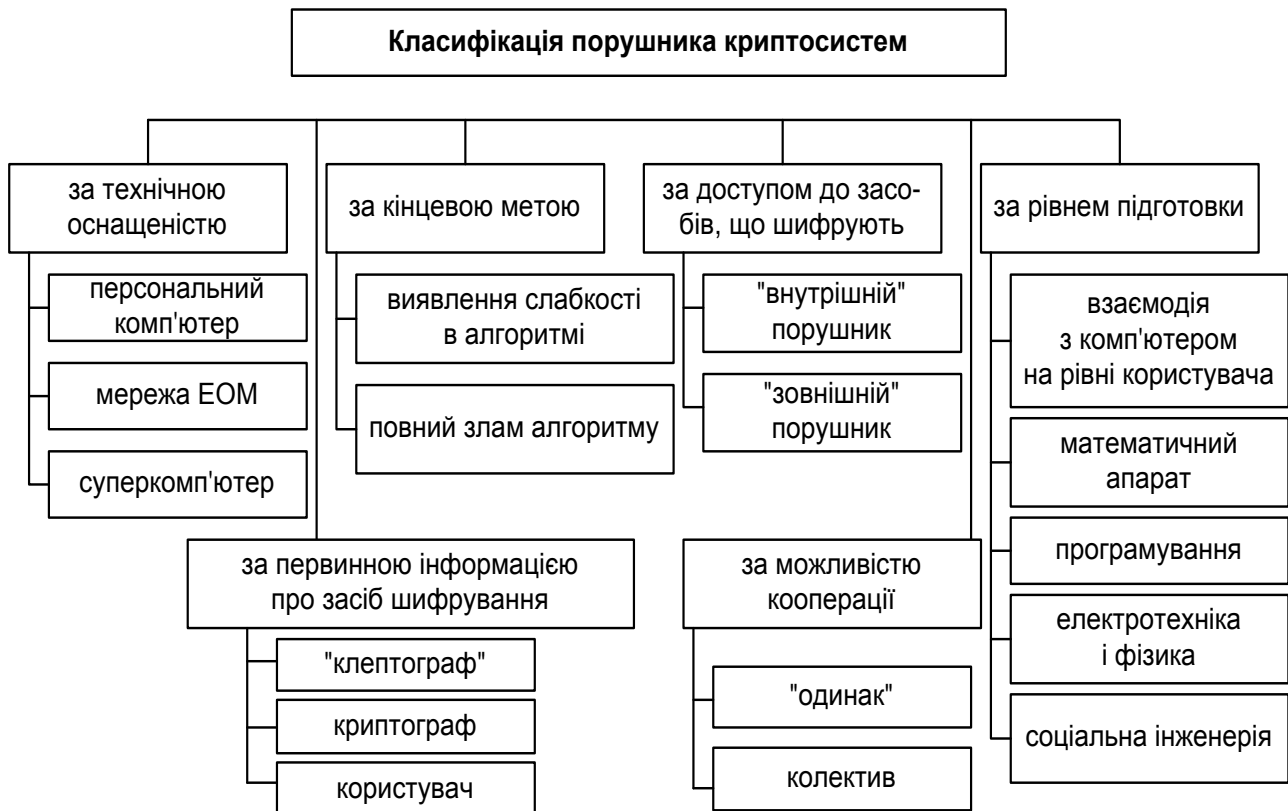 Класифікація порушника криптосистем
за технічною
оснащеністю
персональний
комп'ютер
мережа ЕОМ
суперкомп'ютер
за кінцевою метою
виявлення слабкості
в алгоритмі
повний злам алгоритму
за доступом до засо-
бів, що шифрують
"внутрішній"
порушник
"зовнішній"
порушник
за рівнем підготовки
взаємодія
з комп'ютером
на рівні користувача
математичний
апарат
програмування
електротехніка
і фізика
соціальна інженерія
за первинною інформацією
про засіб шифрування
"клептограф"
криптограф
користувач
за можливістю
кооперації
"одинак"
колектив